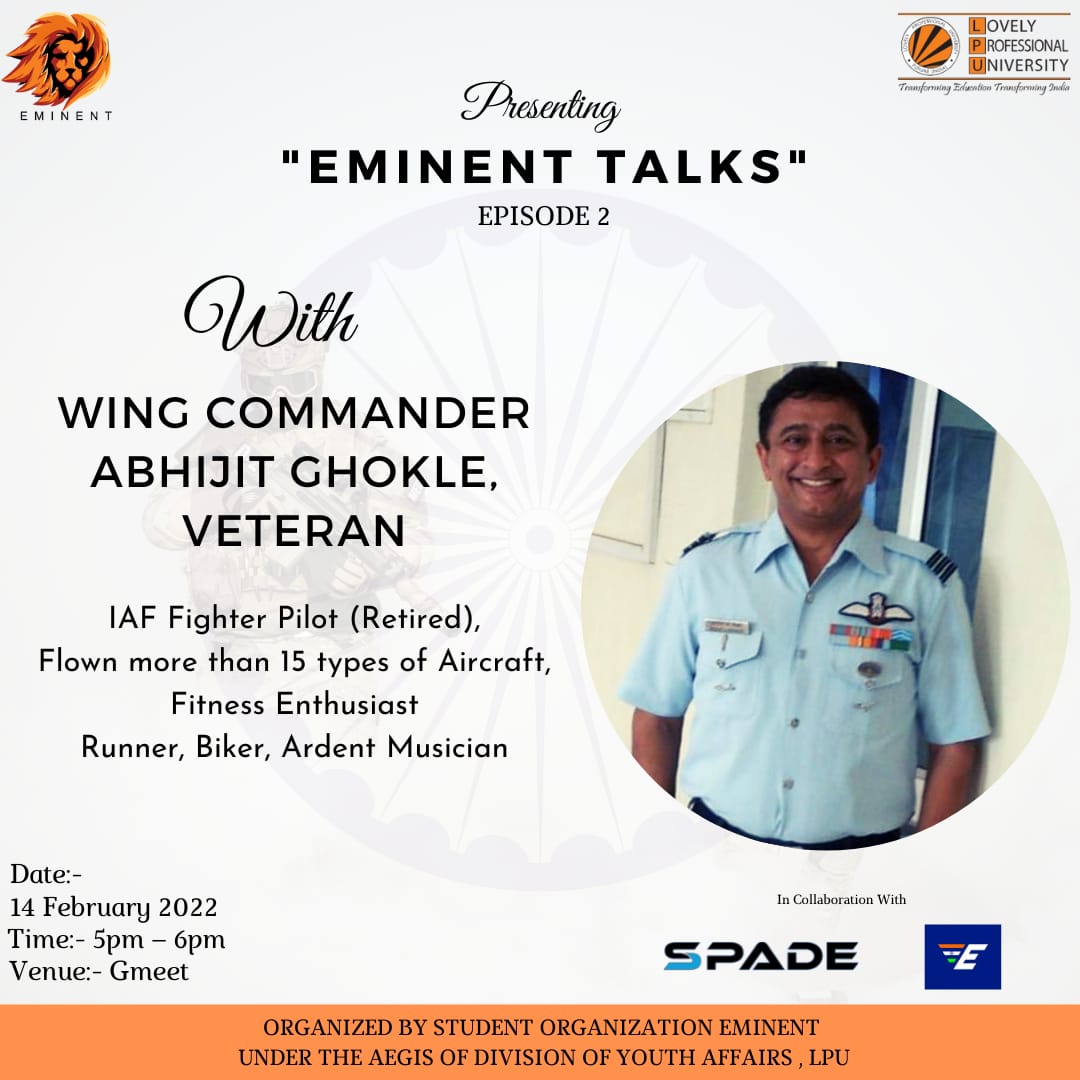 EMINENT
LOVELY
PROFESSIONAL
UNIVERSITY
Transforming Education Transforming India
Presenting
"EMINENT TALKS"
EPISODE 2
With
WING COMMANDER
ABHIJIT GHOKLE,
VETERAN
IAF Fighter Pilot (Retired),
Flown more than 15 types of Aircraft,
Fitness Enthusiast
Runner, Biker, Ardent Musician
Date:-
14 February 2022
Time:- 5pm – 6pm
Venue:- Gmeet
In Collaboration With
SPADE
E
ORGANIZED BY STUDENT ORGANIZATION EMINENT
UNDER THE AEGIS OF DIVISION OF YOUTH AFFAIRS , LPU